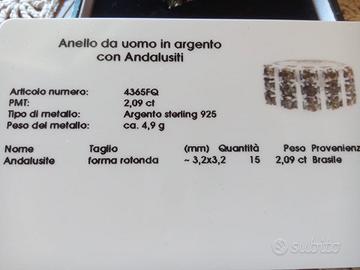 Anello da uomo in argento
con Andalusiti
Articolo numero: 4365FQ
PMT: 2,09 ct
Tipo di metallo: Argento sterling 925
Peso del metallo: ca. 4,9 g
Nome Taglio (mm) Quantità Peso Provenienz
Andalusite forma rotonda ~ 3,2x3,2 15 2,09 ct Brasile
subito